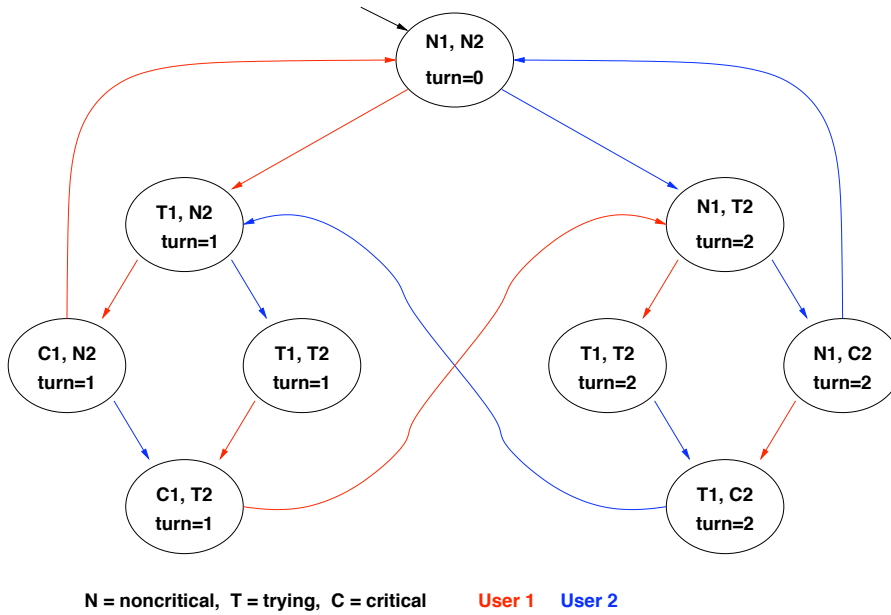 N1, N2
turn=0
T1, N2
turn=1
N1, T2
turn=2
C1, N2
turn=1
T1, T2
turn=1
T1, T2
turn=2
N1, C2
turn=2
C1, T2
turn=1
T1, C2
turn=2
N = noncritical, T = trying, C = critical User 1 User 2